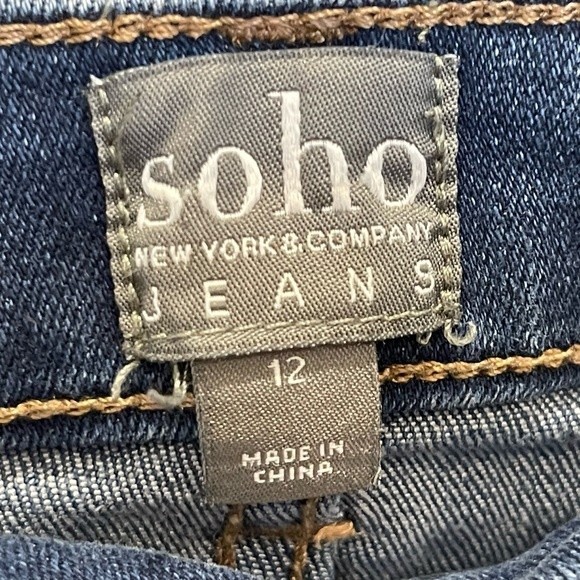 soho
NEW YORK & COMPANY
JEANS
12
MADE IN
CHINA